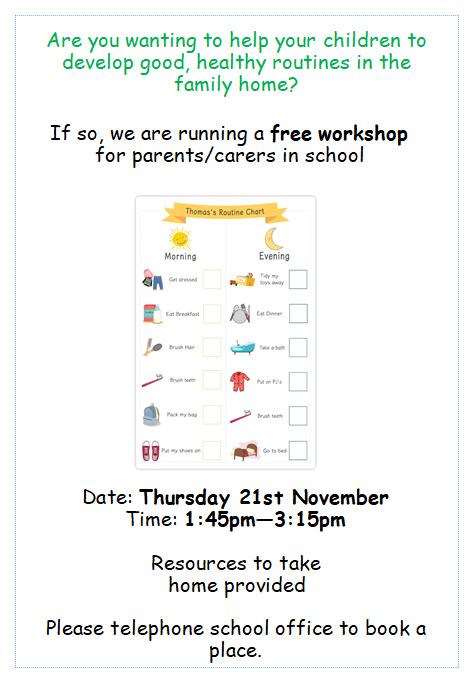 Are you wanting to help your children to
develop good, healthy routines in the
family home?
If so, we are running a free workshop
for parents/carers in school
Thomas's Routine Chart
Morning
Get dressed
Eat Breakfast
Brush Hair
Brush teeth
Pack my bag
Put my shoes on
Evening
Tidy my
toys away
Eat Dinner
Take a bath
Put on PJ's
Brush teeth
Go to bed
Date: Thursday 21st November
Time: 1:45pm—3:15pm
Resources to take
home provided
Please telephone school office to book a
place.